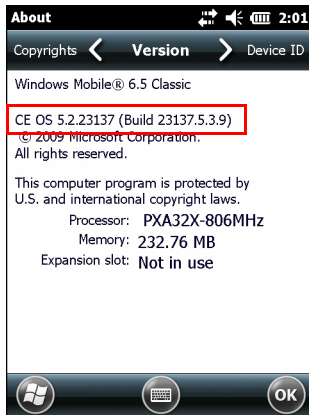 About 2:01
Copyrights Version Device ID
Windows Mobile® 6.5 Classic
CE OS 5.2.23137 (Build 23137.5.3.9)
© 2009 Microsoft Corporation.
All rights reserved.
This computer program is protected by
U.S. and international copyright laws.
Processor: PXA32X-806MHz
Memory: 232.76 MB
Expansion slot: Not in use
OK